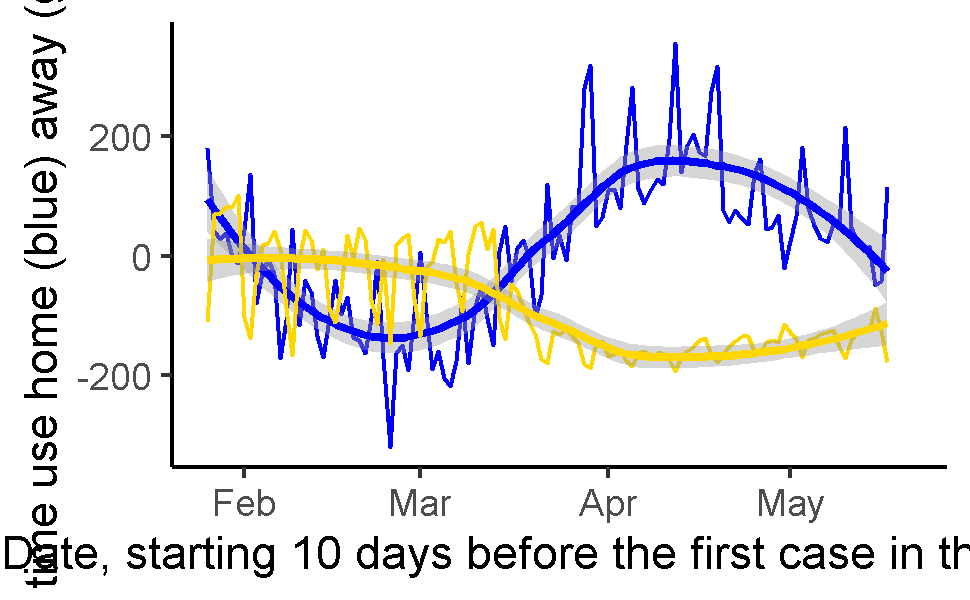 time use home (blue) away (
200
0
-200
Feb Mar Apr May
Date, starting 10 days before the first case in th